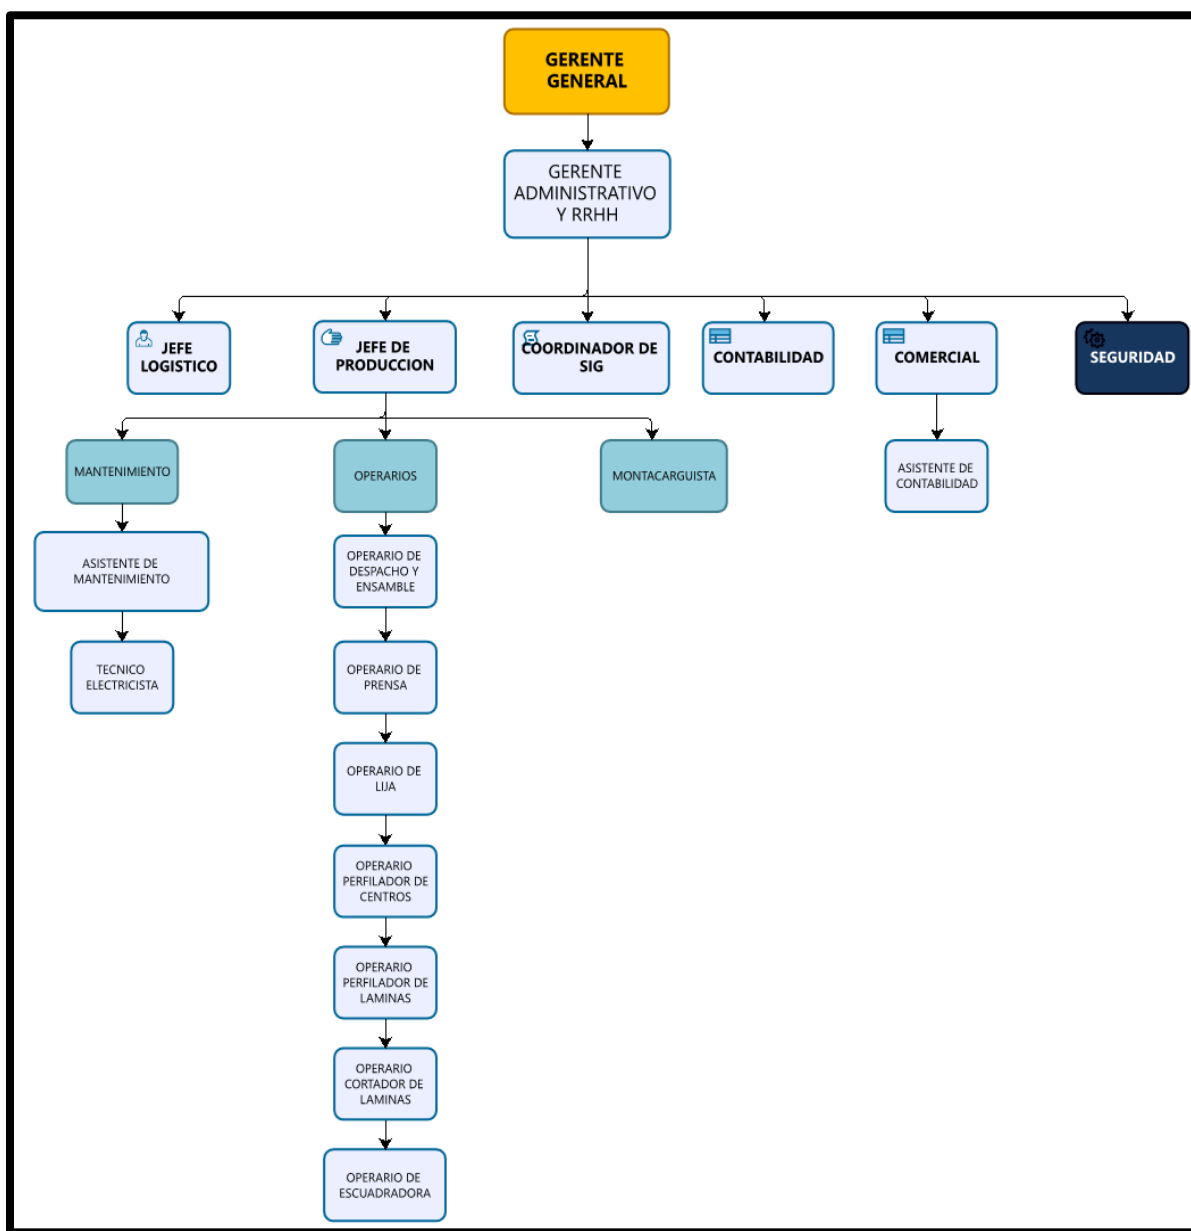 GERENTE
GENERAL
GERENTE
ADMINISTRATIVO
Y RRHH
JEFE
LOGISTICO
JEFE DE
PRODUCCION
COORDINADOR DE
SIG
CONTABILIDAD
COMERCIAL
SEGURIDAD
MANTENIMIENTO
OPERARIOS
MONTACARGUISTA
ASISTENTE DE
CONTABILIDAD
ASISTENTE DE
MANTENIMIENTO
OPERARIO DE
DESPACHO Y
ENSAMBLE
TECNICO
ELECTRICISTA
OPERARIO DE
PRENSA
OPERARIO DE
LIJA
OPERARIO
PERFILADOR DE
CENTROS
OPERARIO
PERFILADOR DE
LAMINAS
OPERARIO
CORTADOR DE
LAMINAS
OPERARIO DE
ESCUADRADORA